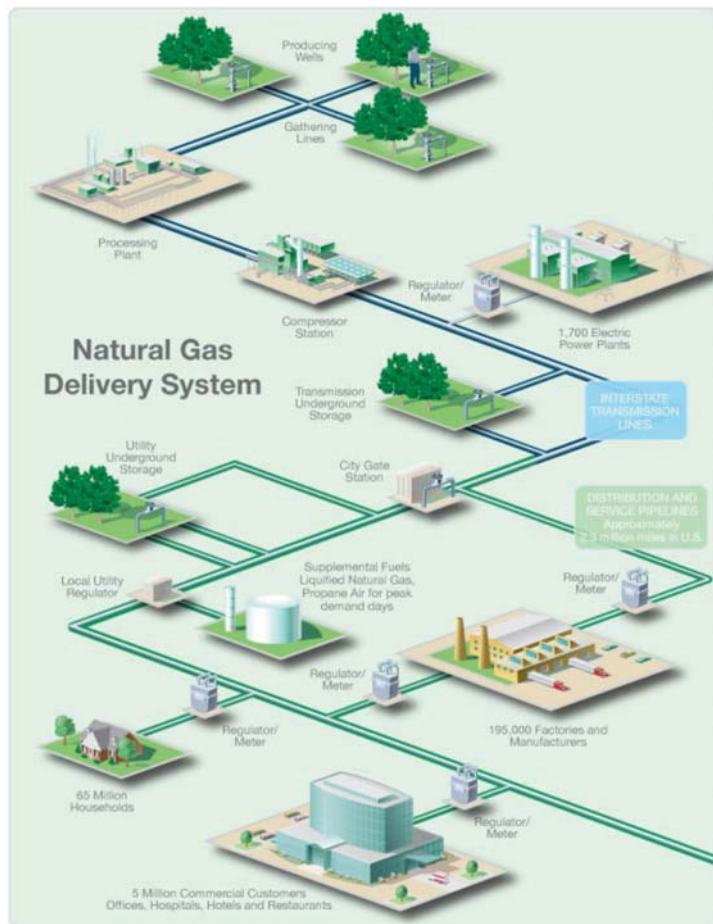 Producing
Wells
Gathering
Lines
Processing
Plant
Compressor
Station
Regulator/
Meter
1,700 Electric
Power Plants
Natural Gas
Delivery System
Transmission
Underground
Storage
INTERSTATE
TRANSMISSION
LINES
Utility
Underground
Storage
City Gate
Station
DISTRIBUTION AND
SERVICE PIPELINES
Approximately
2.3 million miles in U.S.
Local Utility
Regulator
Supplemental Fuels
Liquified Natural Gas,
Propane Air for peak
demand days
Regulator/
Meter
Regulator/
Meter
Regulator/
Meter
195,000 Factories and
Manufacturers
65 Million
Households
Regulator/
Meter
5 Million Commercial Customers
Offices, Hospitals, Hotels and Restaurants